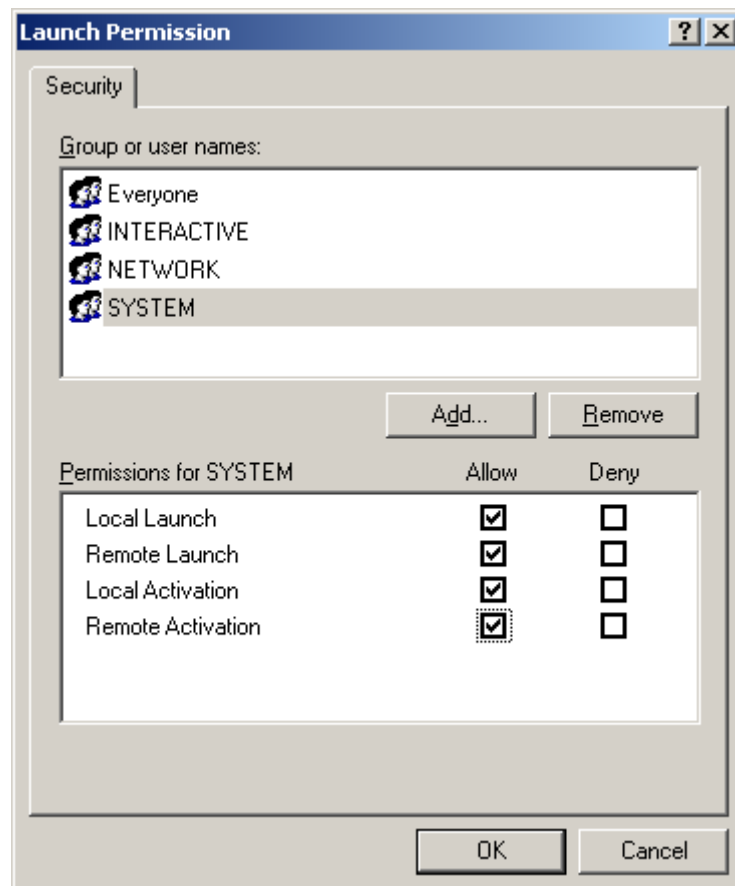 Launch Permission
Security
Group or user names:
Everyone
INTERACTIVE
NETWORK
SYSTEM
Add... Remove
Permissions for SYSTEM Allow Deny
Local Launch
Remote Launch
Local Activation
Remote Activation
OK Cancel